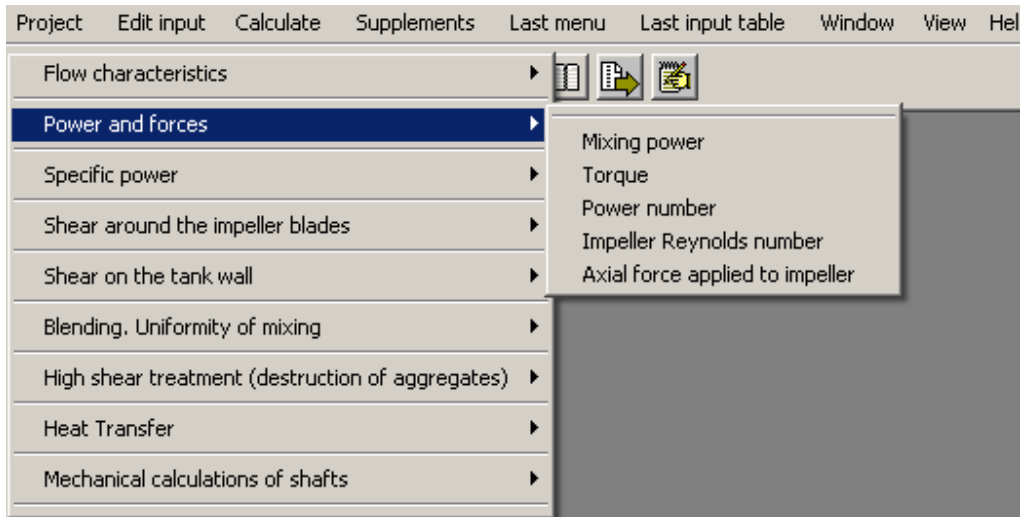 Project Edit input Calculate Supplements Last menu Last input table Window View Hel
Flow characteristics
Power and forces
Specific power
Shear around the impeller blades
Shear on the tank wall
Blending. Uniformity of mixing
High shear treatment (destruction of aggregates)
Heat Transfer
Mechanical calculations of shafts
Mixing power
Torque
Power number
Impeller Reynolds number
Axial force applied to impeller